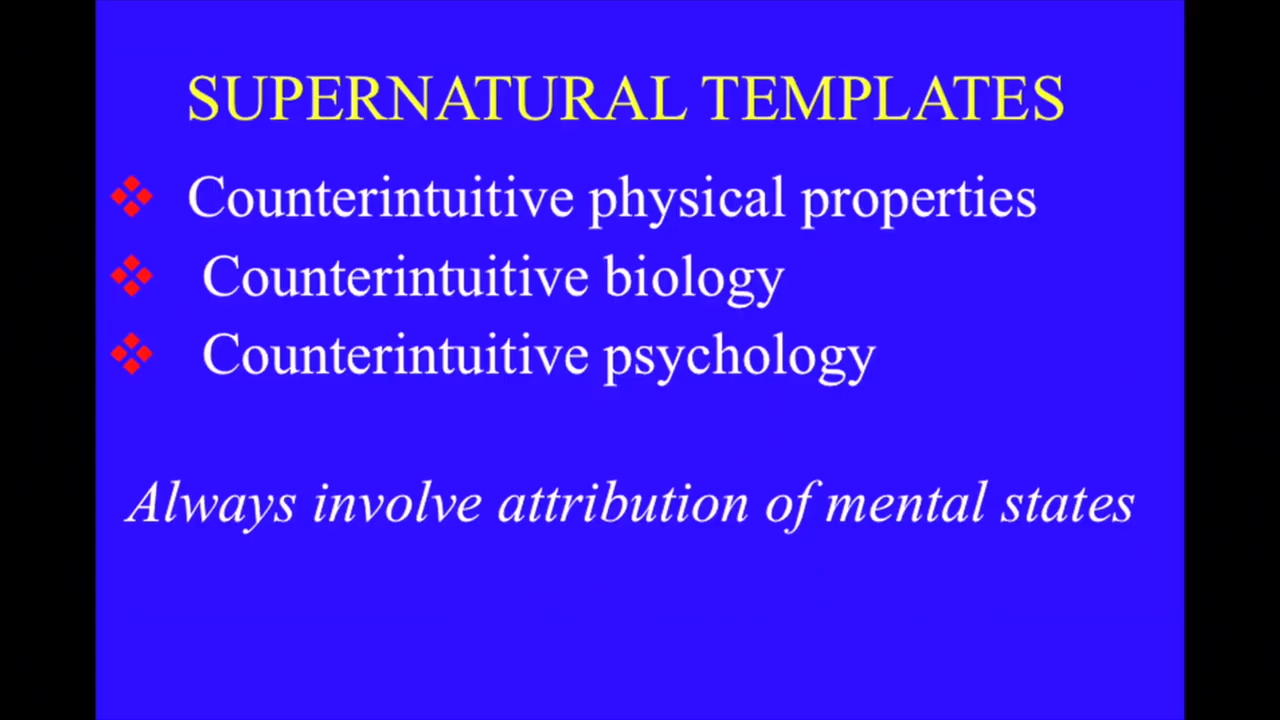 SUPERNATURAL TEMPLATES
Counterintuitive physical properties
Counterintuitive biology
Counterintuitive psychology
Always involve attribution of mental states